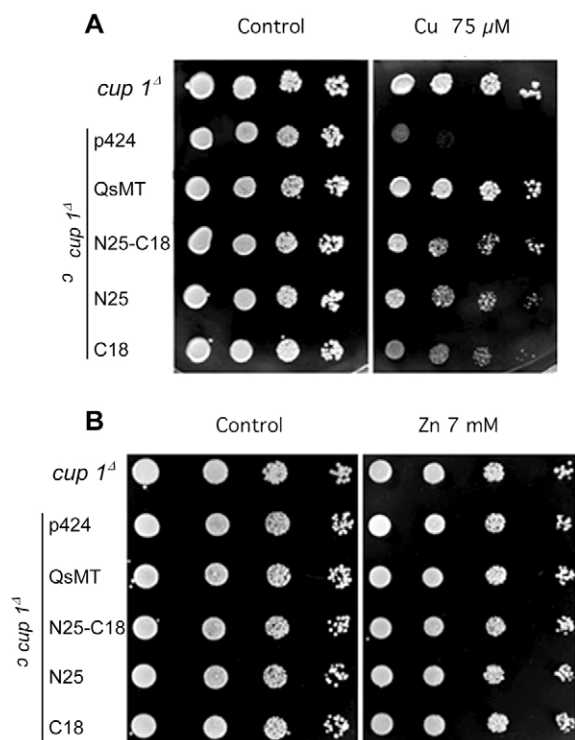 A
Control
Cu 75 µM
cup 1Δ
p424
QsMT
N25-C18
N25
C18
ɔ cup 1Δ
B
Control
Zn 7 mM
cup 1Δ
p424
QsMT
N25-C18
N25
C18
ɔ cup 1Δ